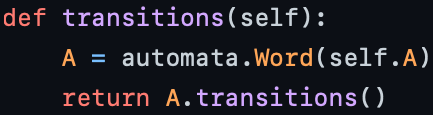 def transitions(self):
    A = automata.Word(self.A)
    return A.transitions()